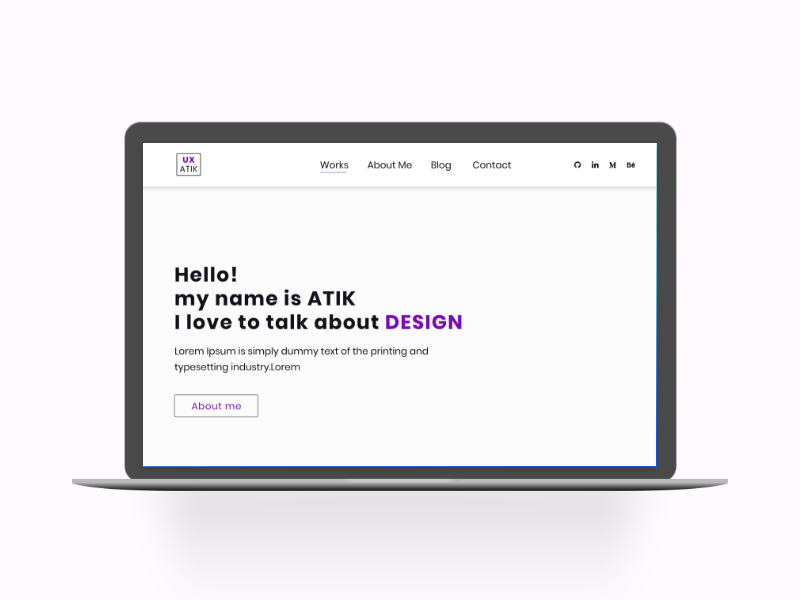 UX
ATIK
Works About Me Blog Contact
in M Bē
Hello!
my name is ATIK
I love to talk about DESIGN
Lorem Ipsum is simply dummy text of the printing and
typesetting industry.Lorem
About me